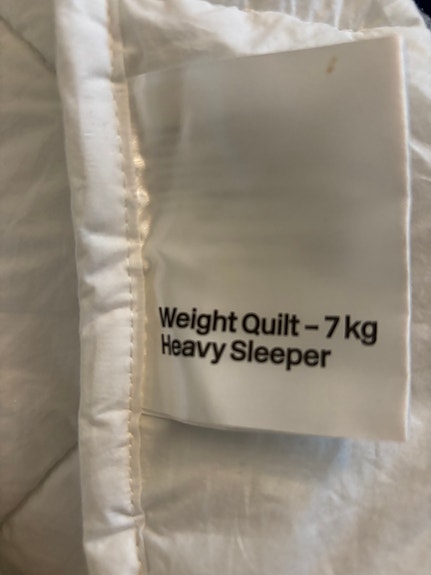 Weight Quilt – 7 kg
Heavy Sleeper